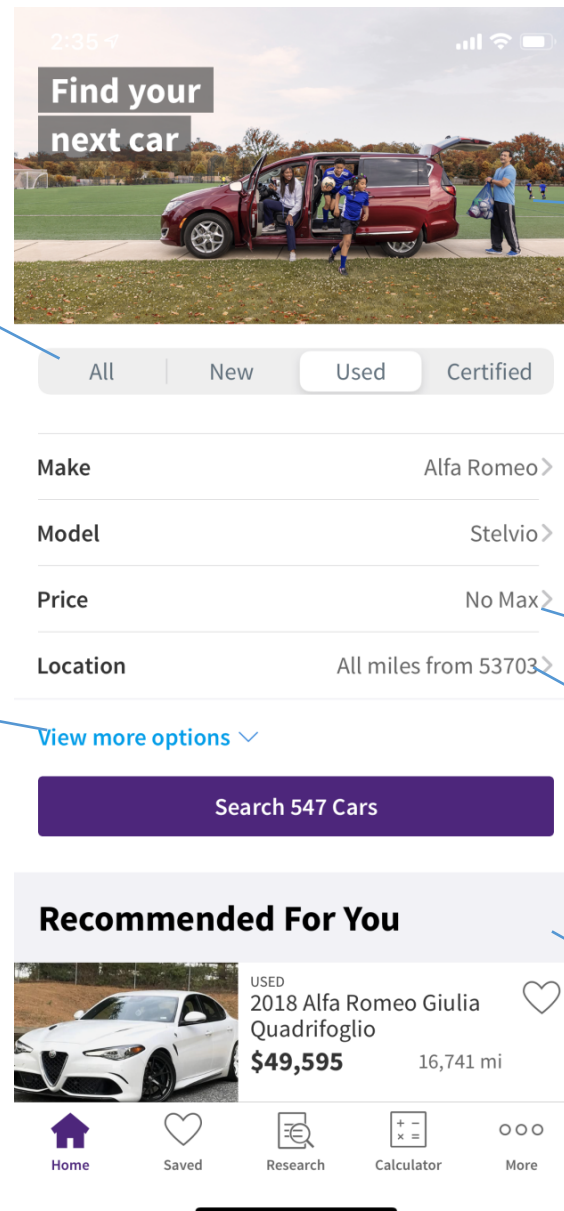 2:35
Find your
next car
All New Used Certified
Make Alfa Romeo
Model Stelvio
Price No Max
Location All miles from 53703
View more options
Search 547 Cars
Recommended For You
USED
2018 Alfa Romeo Giulia
Quadrifoglio
$49,595 16,741 mi
Home Saved Research Calculator More